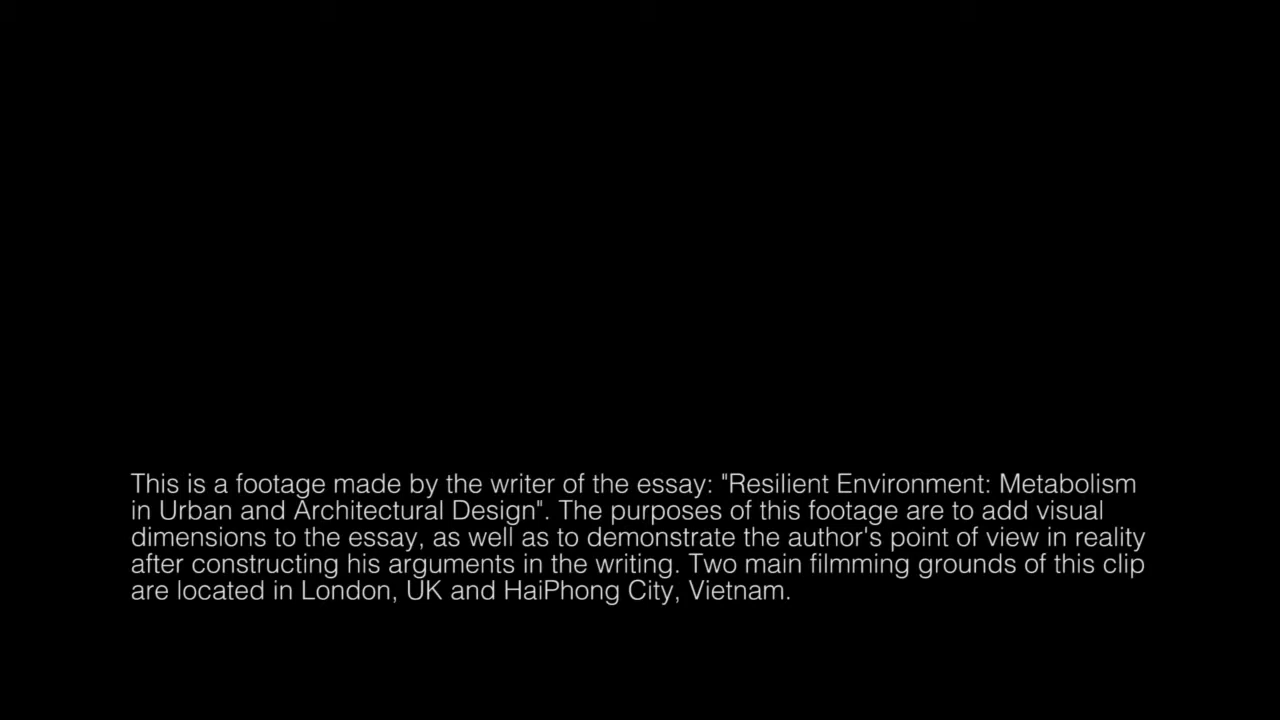 This is a footage made by the writer of the essay: "Resilient Environment: Metabolism
in Urban and Architectural Design". The purposes of this footage are to add visual
dimensions to the essay, as well as to demonstrate the author's point of view in reality
after constructing his arguments in the writing. Two main filmming grounds of this clip
are located in London, UK and HaiPhong City, Vietnam.